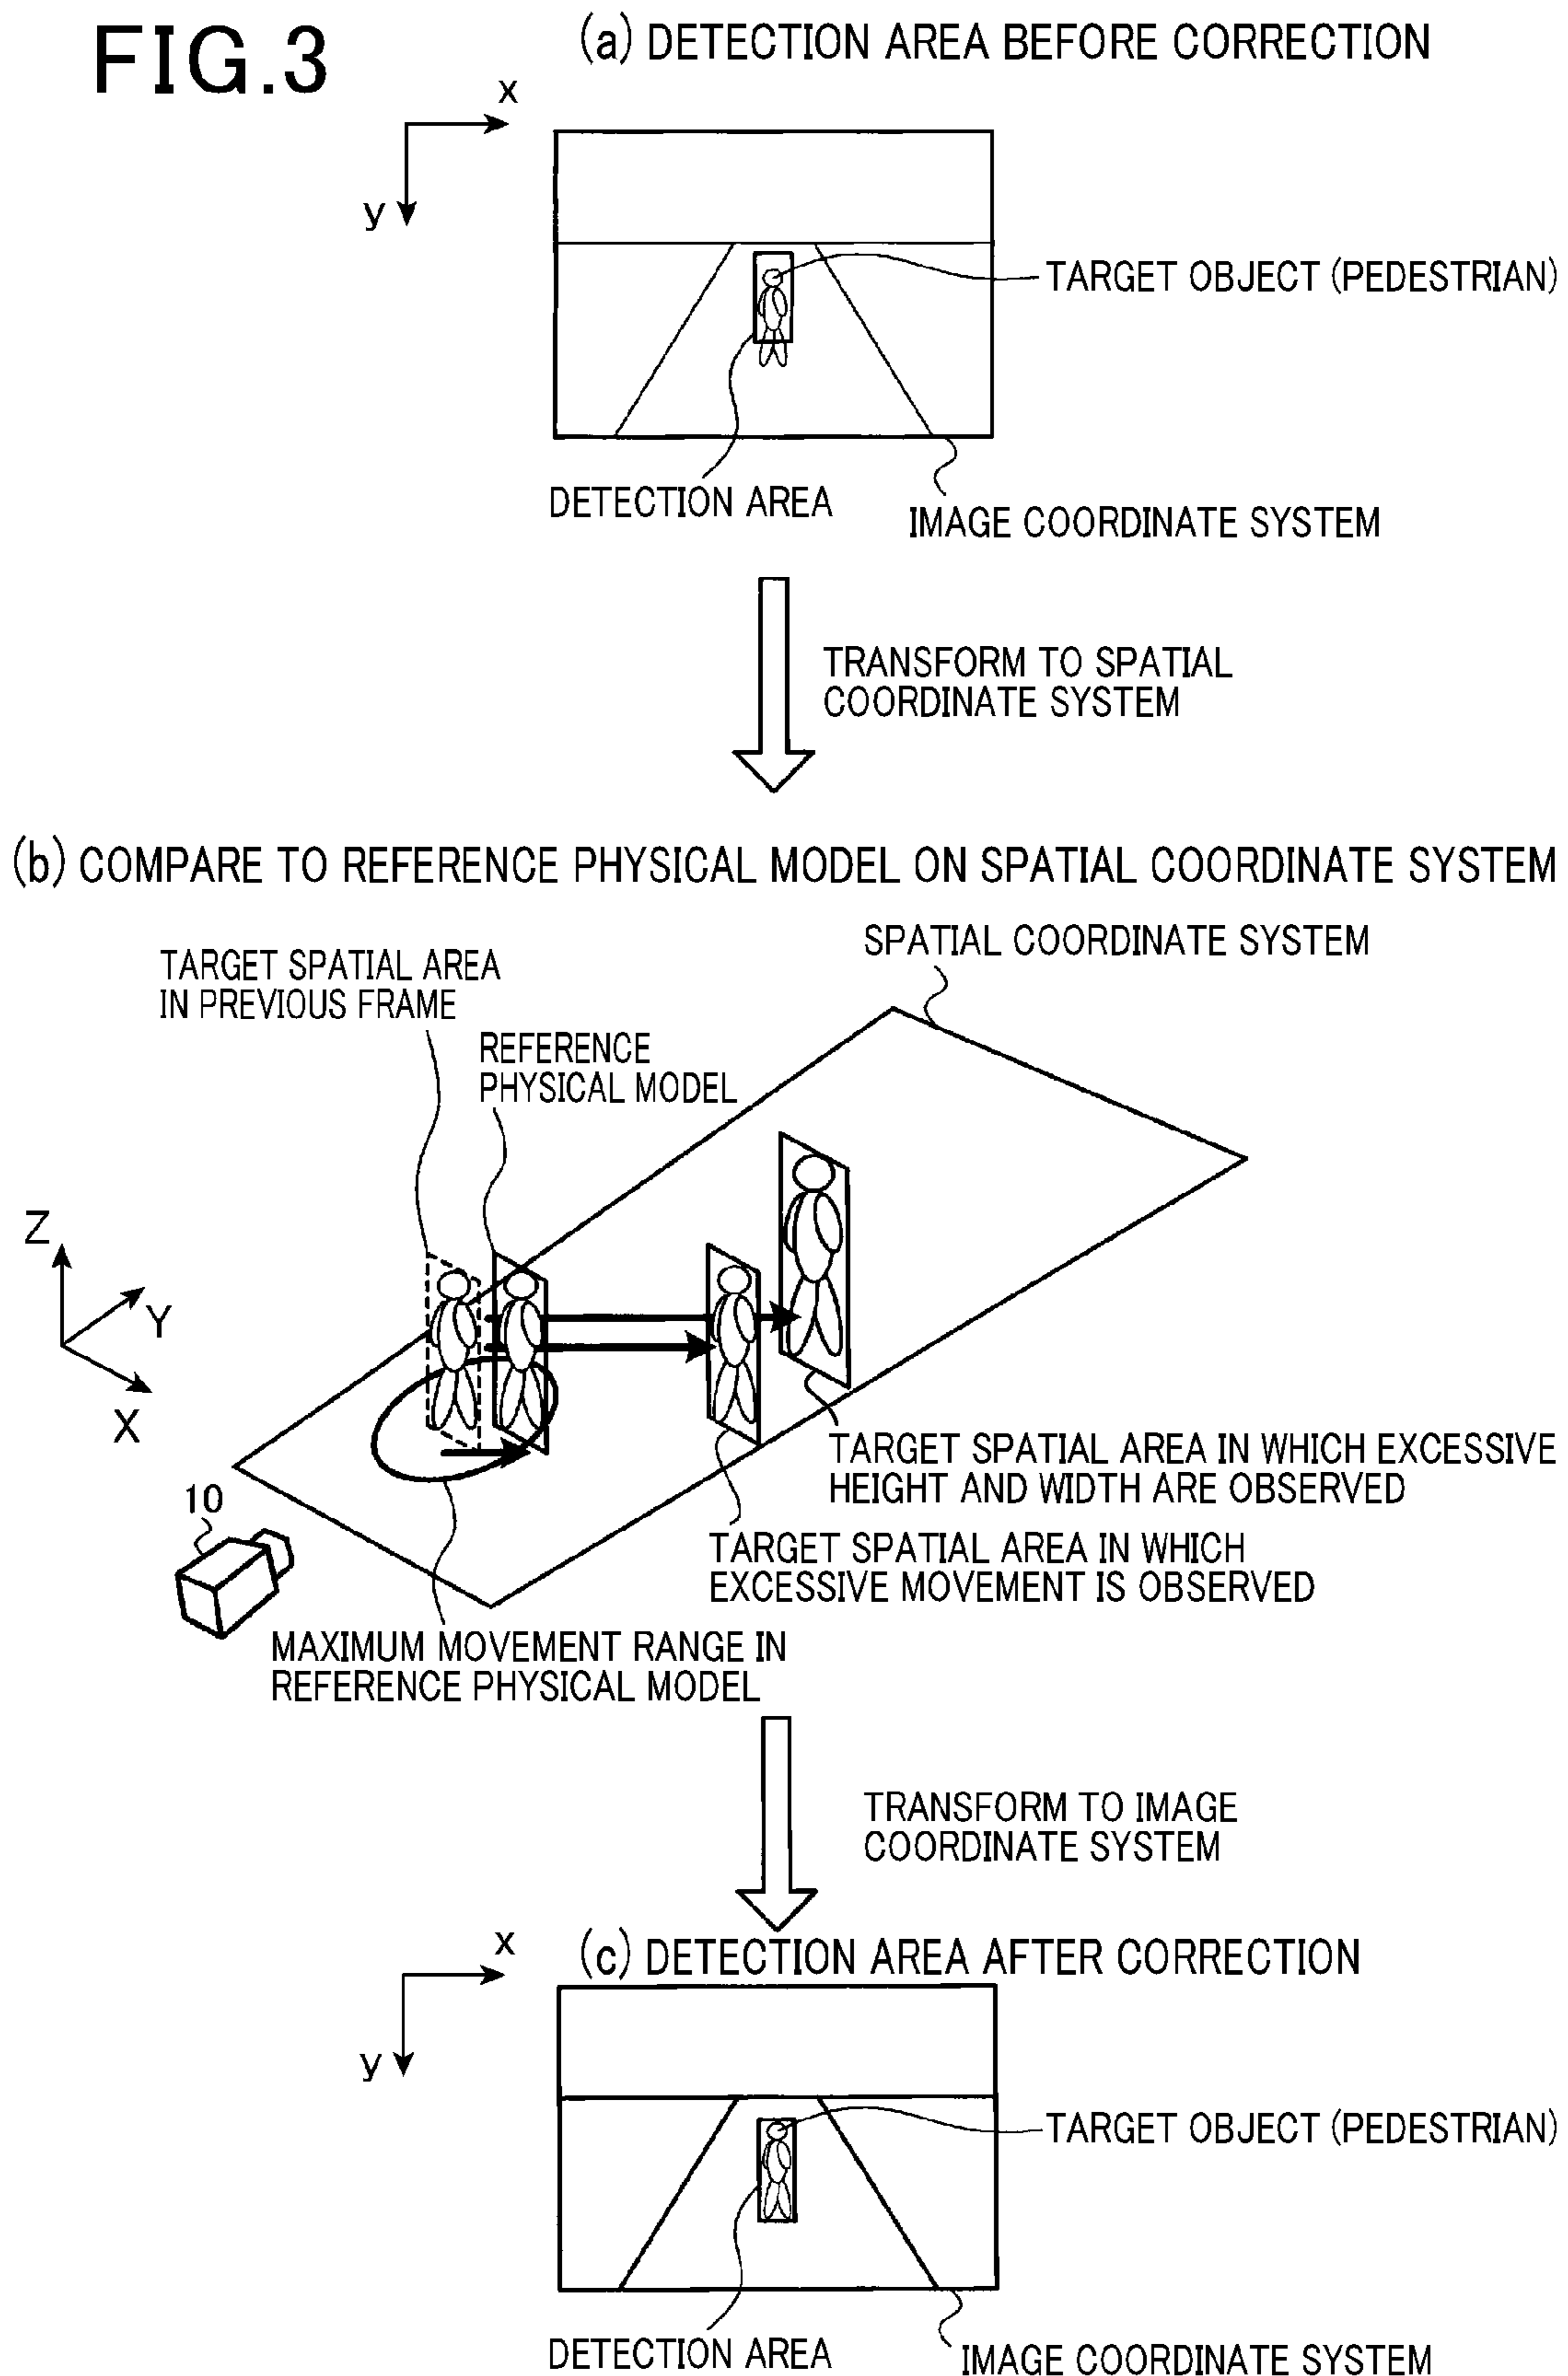 FIG.3
(a) DETECTION AREA BEFORE CORRECTION
x
y
TARGET OBJECT (PEDESTRIAN)
DETECTION AREA
IMAGE COORDINATE SYSTEM
TRANSFORM TO SPATIAL
COORDINATE SYSTEM
(b) COMPARE TO REFERENCE PHYSICAL MODEL ON SPATIAL COORDINATE SYSTEM
SPATIAL COORDINATE SYSTEM
TARGET SPATIAL AREA
IN PREVIOUS FRAME
REFERENCE
PHYSICAL MODEL
Z
Y
X
TARGET SPATIAL AREA IN WHICH EXCESSIVE
HEIGHT AND WIDTH ARE OBSERVED
10
TARGET SPATIAL AREA IN WHICH
EXCESSIVE MOVEMENT IS OBSERVED
MAXIMUM MOVEMENT RANGE IN
REFERENCE PHYSICAL MODEL
TRANSFORM TO IMAGE
COORDINATE SYSTEM
(c) DETECTION AREA AFTER CORRECTION
x
y
TARGET OBJECT (PEDESTRIAN)
DETECTION AREA
IMAGE COORDINATE SYSTEM